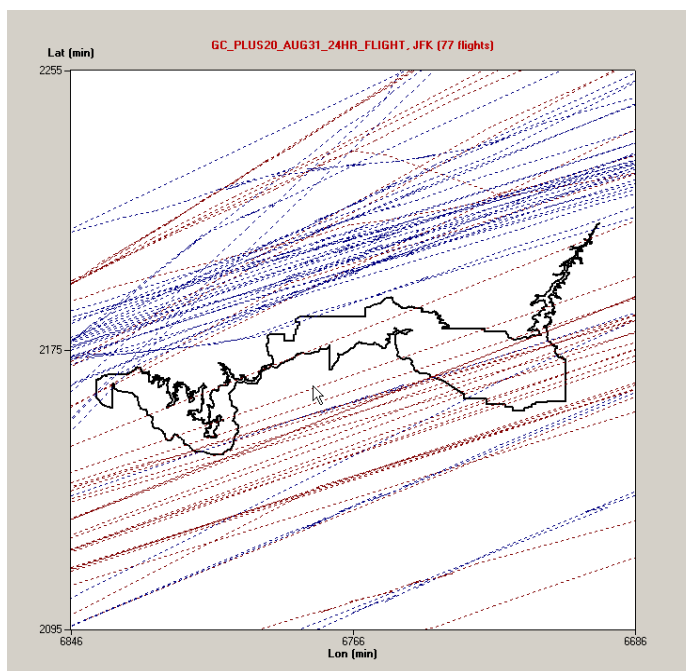 GC_PLUS20_AUG31_24HR_FLIGHT, JFK (77 flights)
Lat (min)
2255
2175
2095
6846 6766 6686
Lon (min)